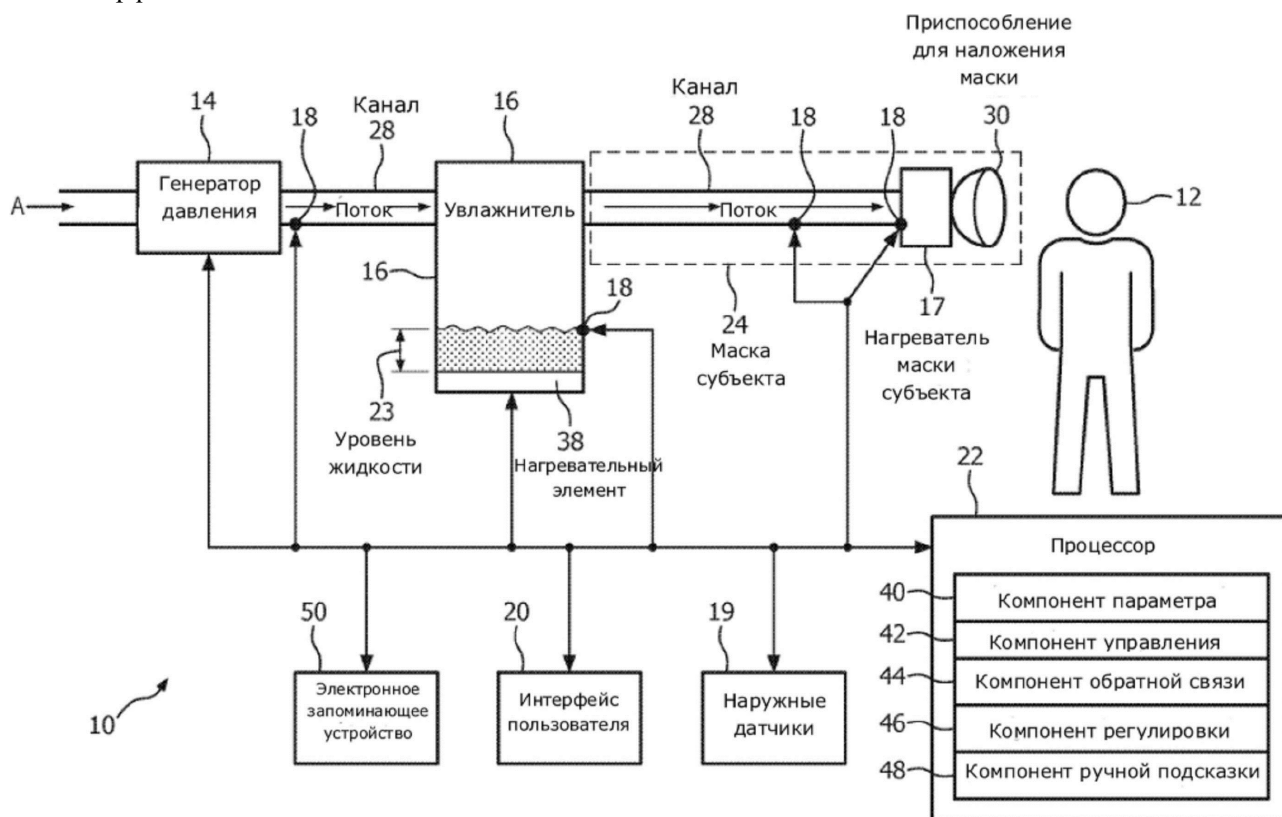 Приспособление
для наложения
маски
14
18
Канал
28
16
Канал
28
18
18
30
A
Генератор
давления
Поток
Увлажнитель
Поток
12
16
18
24
Маска
субъекта
17
Нагреватель
маски
субъекта
23
Уровень
жидкости
38
Нагревательный
элемент
22
Процессор
40
Компонент параметра
42
Компонент управления
44
Компонент обратной связи
46
Компонент регулировки
48
Компонент ручной подсказки
50
Электронное
запоминающее
устройство
20
Интерфейс
пользователя
19
Наружные
датчики
10